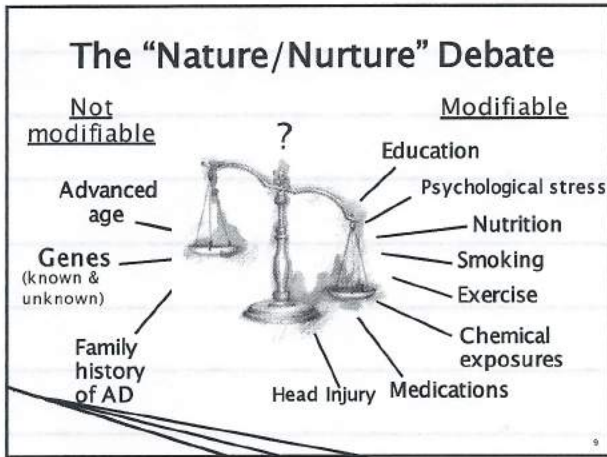 The “Nature/Nurture” Debate
Not
modifiable
Advanced
age
Genes
(known &
unknown)
Family
history
of AD
?
Modifiable
Education
Psychological stress
Nutrition
Smoking
Exercise
Chemical
exposures
Medications
Head Injury
9